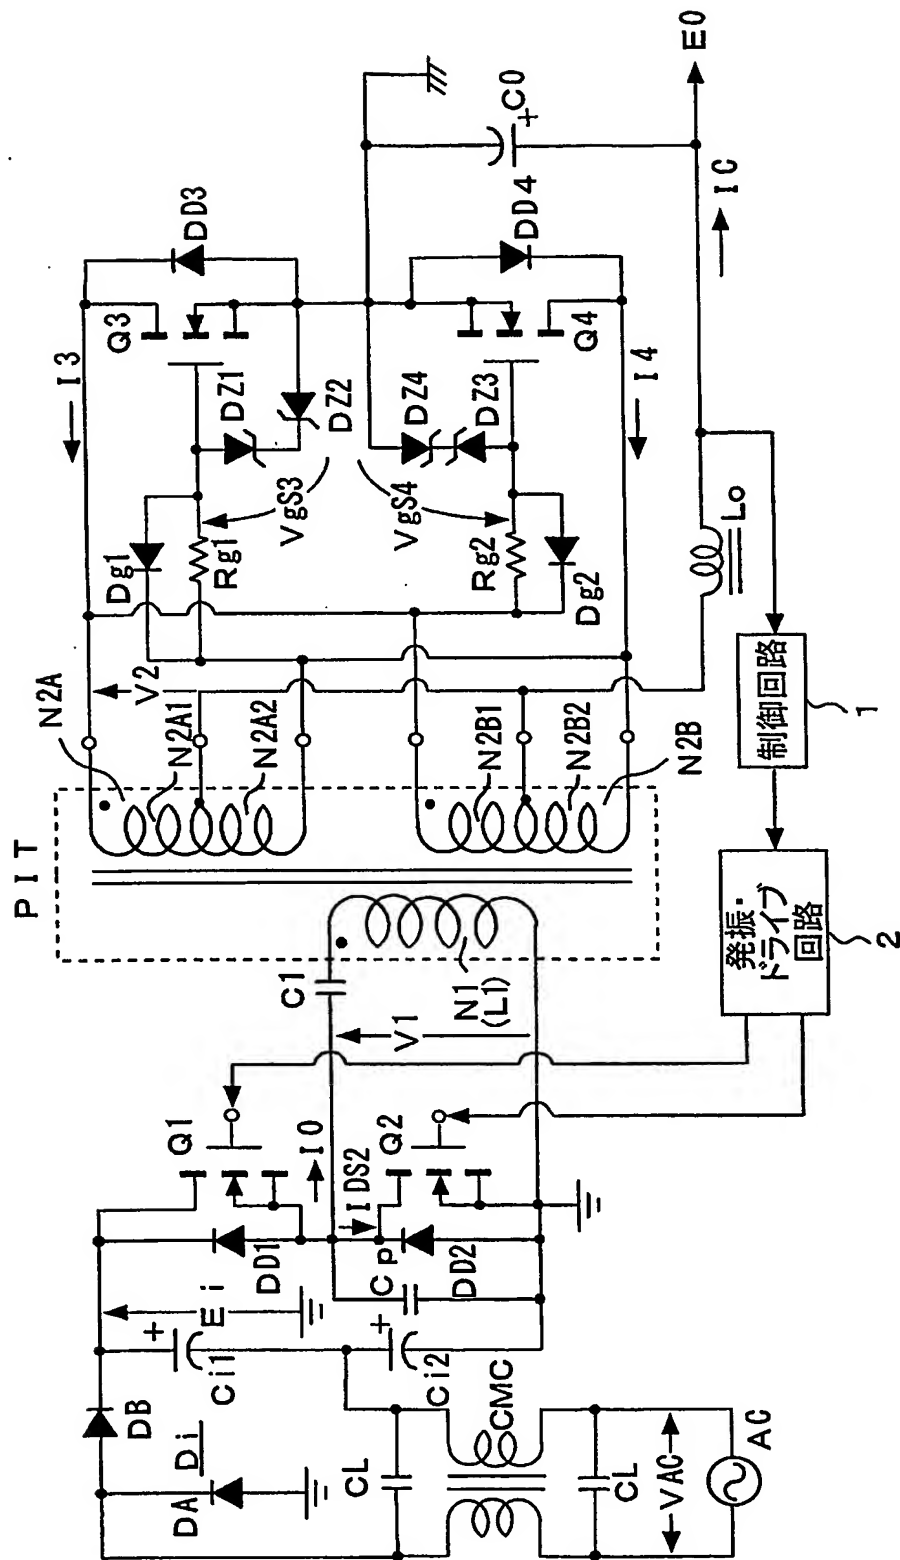 PIT
DB
Di
DA
Ei
Ci1
Ci2
CL
CMC
CL
VAC
AC
Q1
DD1
I0
IDS2
Q2
Cp
DD2
C1
V1
N1
(L1)
N2A
N2A1
N2A2
N2B1
N2B2
N2B
V2
I3
Dg1
Rg1
VgS3
Q3
DD3
DZ1
DZ2
VgS4
Rg2
Dg2
DZ4
DZ3
Q4
DD4
I4
C0
+
+
+
Lo
IC
E0
制御回路
1
発振・
ドライブ
回路
2